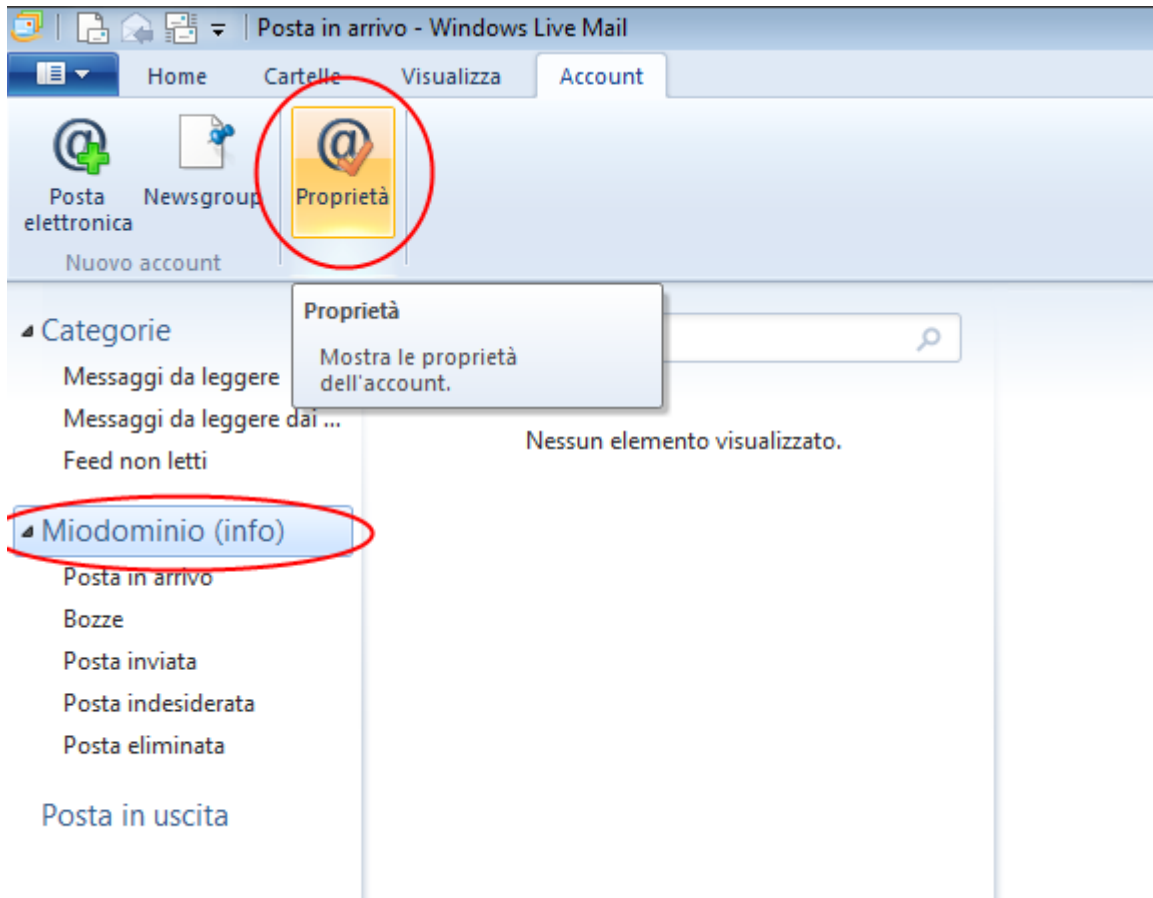 Posta in arrivo - Windows Live Mail
Home Cartelle Visualizza Account
Posta elettronica
Newsgroup
Proprietà
Nuovo account
Proprietà
Mostra le proprietà
dell'account.
Categorie
Messaggi da leggere
Messaggi da leggere dai ...
Feed non letti
Nessun elemento visualizzato.
Miodominio (info)
Posta in arrivo
Bozze
Posta inviata
Posta indesiderata
Posta eliminata
Posta in uscita